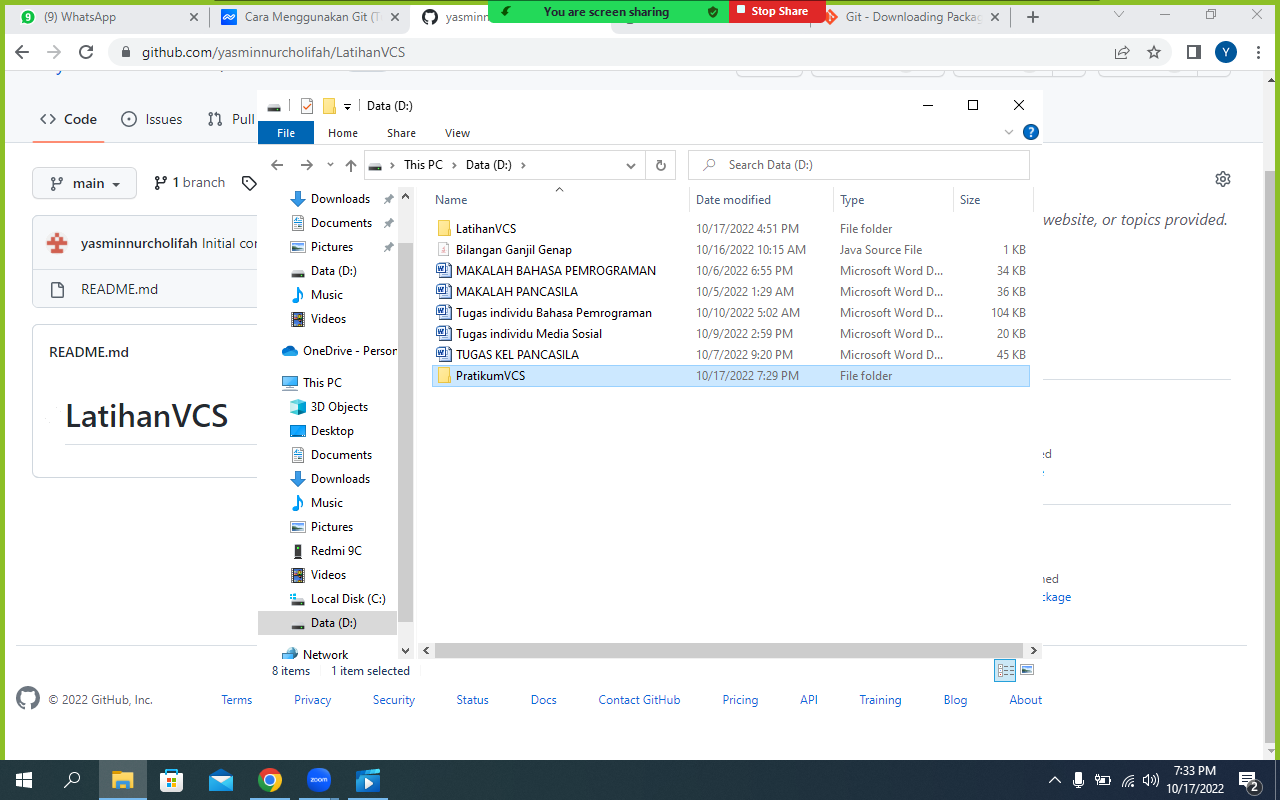 (9) WhatsApp
Cara Menggunakan Git (T
yasminn
You are screen sharing
Stop Share
Git - Downloading Packag
github.com/yasminnurcholifah/LatihanVCS
Y
Code
Issues
Pull
main
1 branch
yasminnurcholifah Initial cor
README.md
README.md
LatihanVCS
website, or topics provided.
Data (D:)
File
Home
Share
View
This PC
Data (D:)
Search Data (D:)
Name
Date modified
Type
Size
LatihanVCS 10/17/2022 4:51 PM File folder
Bilangan Ganjil Genap 10/16/2022 10:15 AM Java Source File 1 KB
MAKALAH BAHASA PEMROGRAMAN 10/6/2022 6:55 PM Microsoft Word D... 34 KB
MAKALAH PANCASILA 10/5/2022 1:29 AM Microsoft Word D... 36 KB
Tugas individu Bahasa Pemrograman 10/10/2022 5:02 AM Microsoft Word D... 104 KB
Tugas individu Media Sosial 10/9/2022 2:59 PM Microsoft Word D... 20 KB
TUGAS KEL PANCASILA 10/7/2022 9:20 PM Microsoft Word D... 45 KB
PratikumVCS 10/17/2022 7:29 PM File folder
Downloads
Documents
Pictures
Data (D:)
Music
Videos
OneDrive - Person
This PC
3D Objects
Desktop
Documents
Downloads
Music
Pictures
Redmi 9C
Videos
Local Disk (C:)
Data (D:)
Network
8 items
1 item selected
ed
ned
ckage
© 2022 GitHub, Inc.
Terms
Privacy
Security
Status
Docs
Contact GitHub
Pricing
API
Training
Blog
About
zoom
7:33 PM
10/17/2022
2